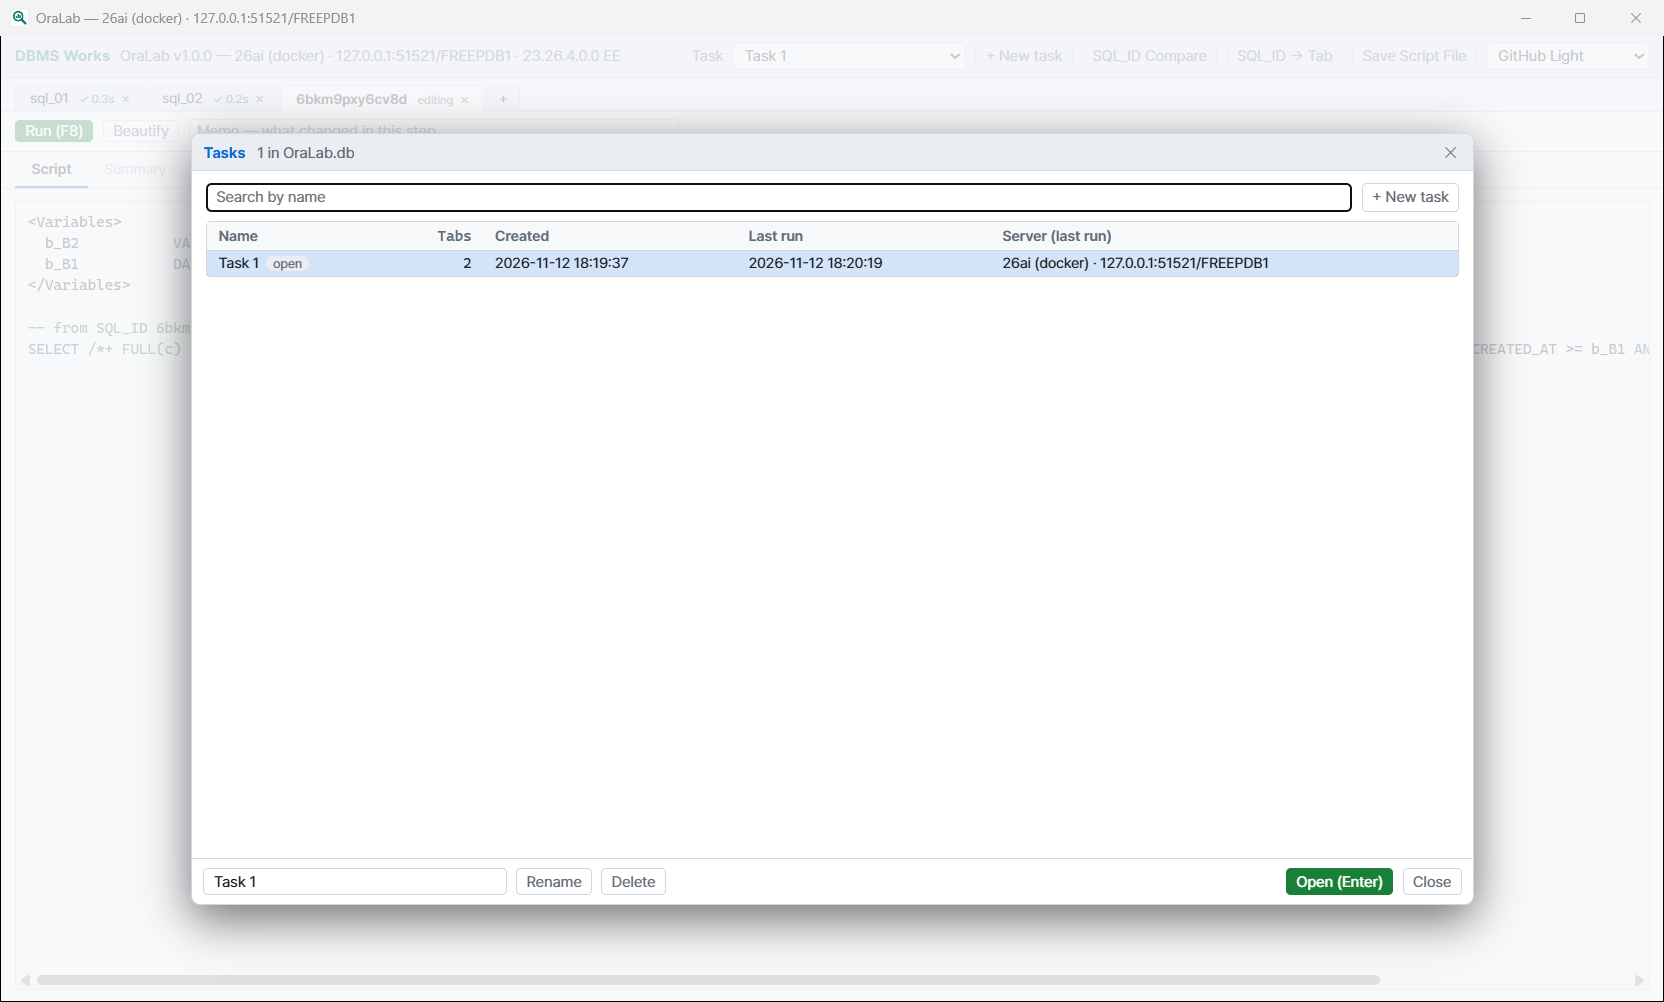 OraLab — 26ai (docker) · 127.0.0.1:51521/FREEPDB1
DBMS Works OraLab v1.0.0 — 26ai (docker) · 127.0.0.1:51521/FREEPDB1 · 23.26.4.0.0 EE Task Task 1 + New task SQL_ID Compare SQL_ID → Tab Save Script File GitHub Light
sql_01 ✓ 0.3s × sql_02 ✓ 0.2s × 6bkm9pxy6cv8d editing × +
Run (F8) Beautify Memo — what changed in this step
Tasks 1 in OraLab.db
Script Summary
Search by name + New task
<Variables>
b_B2 VA
b_B1 DA
</Variables>
-- from SQL_ID 6bkm
SELECT /*+ FULL(c) CREATED_AT >= b_B1 AN
Name Tabs Created Last run Server (last run)
Task 1 open 2 2026-11-12 18:19:37 2026-11-12 18:20:19 26ai (docker) · 127.0.0.1:51521/FREEPDB1
Task 1 Rename Delete Open (Enter) Close